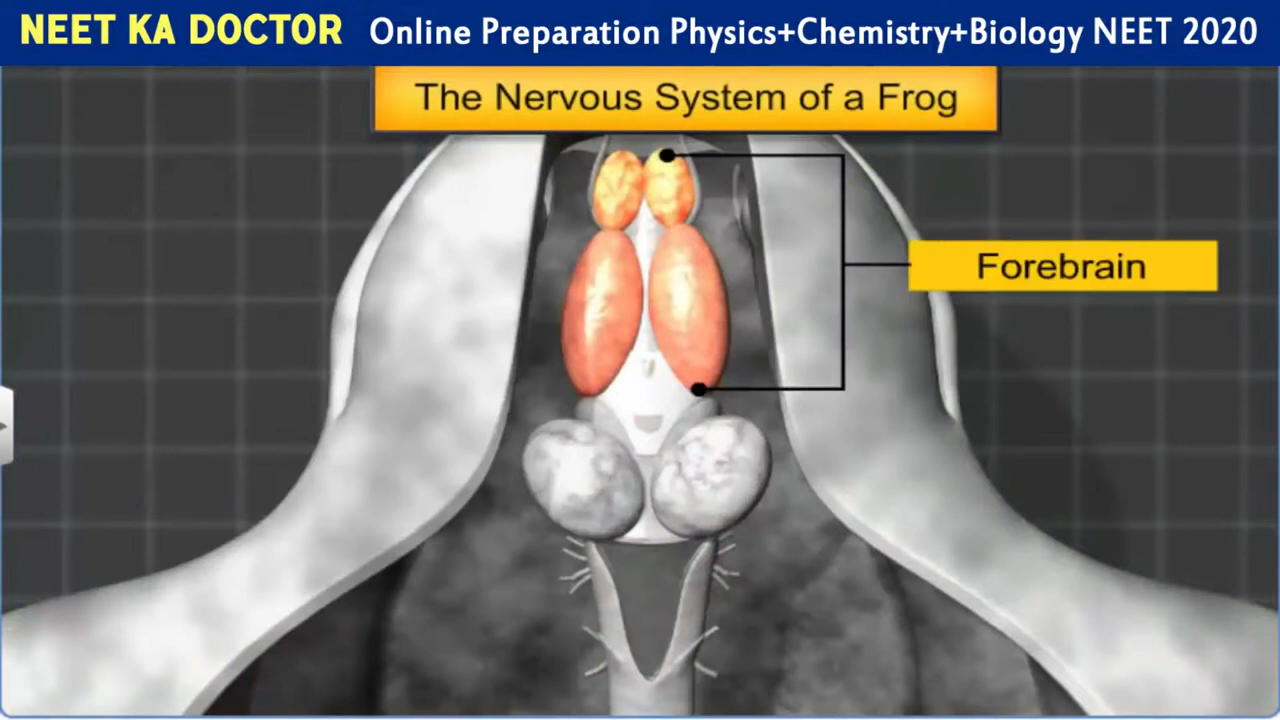 NEET KA DOCTOR Online Preparation Physics+Chemistry+Biology NEET 2020
The Nervous System of a Frog
Forebrain